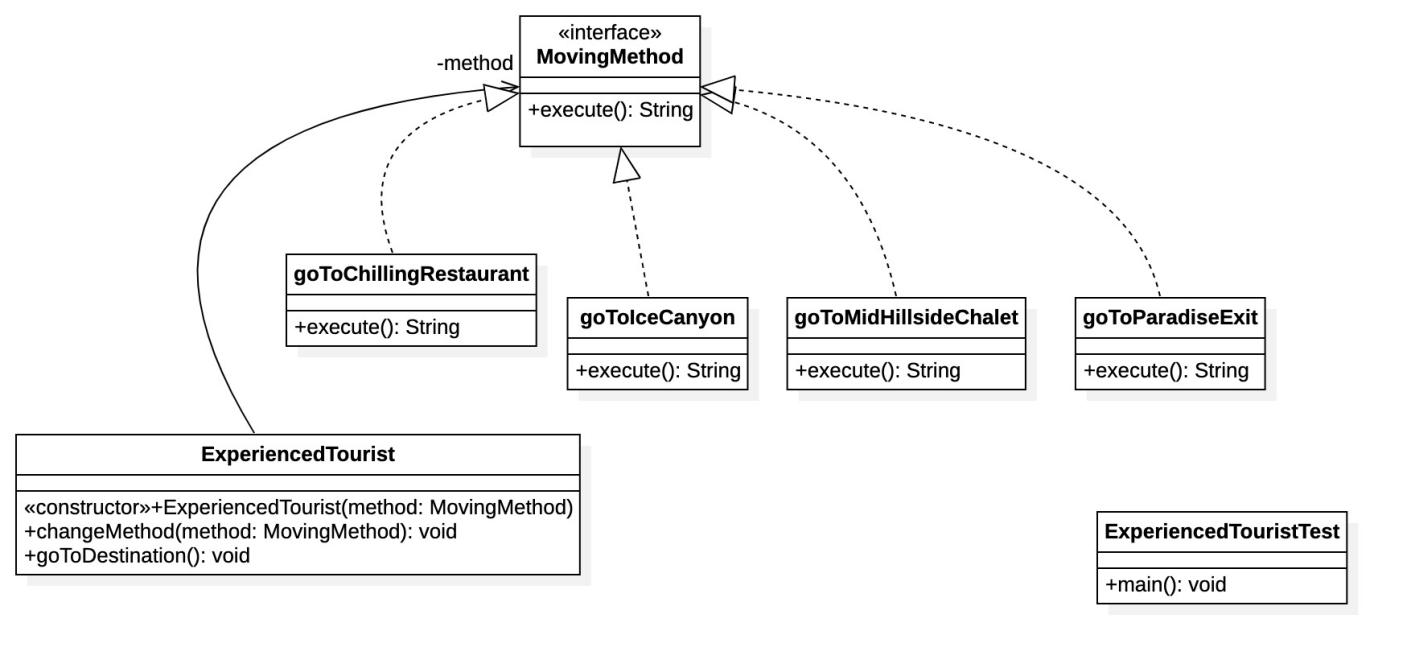 «interface»
MovingMethod
-method
+execute(): String
goToChillingRestaurant
+execute(): String
goToIceCanyon
+execute(): String
goToMidHillsideChalet
+execute(): String
goToParadiseExit
+execute(): String
ExperiencedTourist
«constructor»+ExperiencedTourist(method: MovingMethod)
+changeMethod(method: MovingMethod): void
+goToDestination(): void
ExperiencedTouristTest
+main(): void